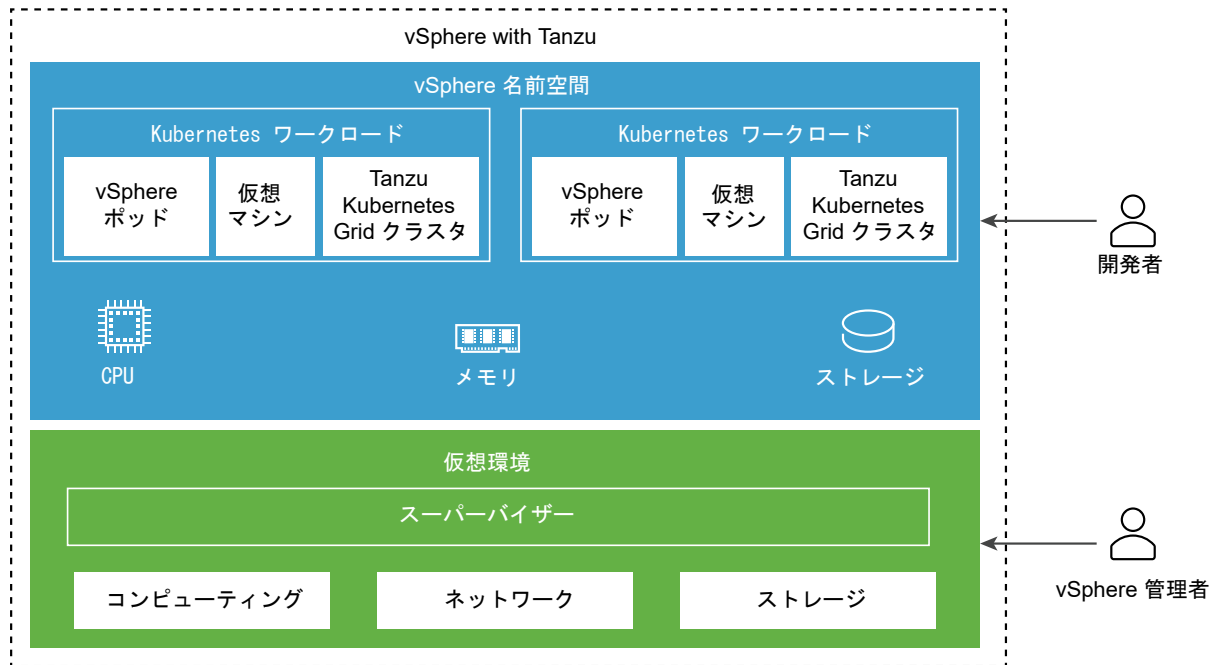 vSphere with Tanzu
vSphere 名前空間
Kubernetes ワークロード
vSphere
ポッド
仮想
マシン
Tanzu
Kubernetes
Grid クラスタ
Kubernetes ワークロード
vSphere
ポッド
仮想
マシン
Tanzu
Kubernetes
Grid クラスタ
開発者
CPU
メモリ
ストレージ
仮想環境
スーパーバイザー
コンピューティング
ネットワーク
ストレージ
vSphere 管理者